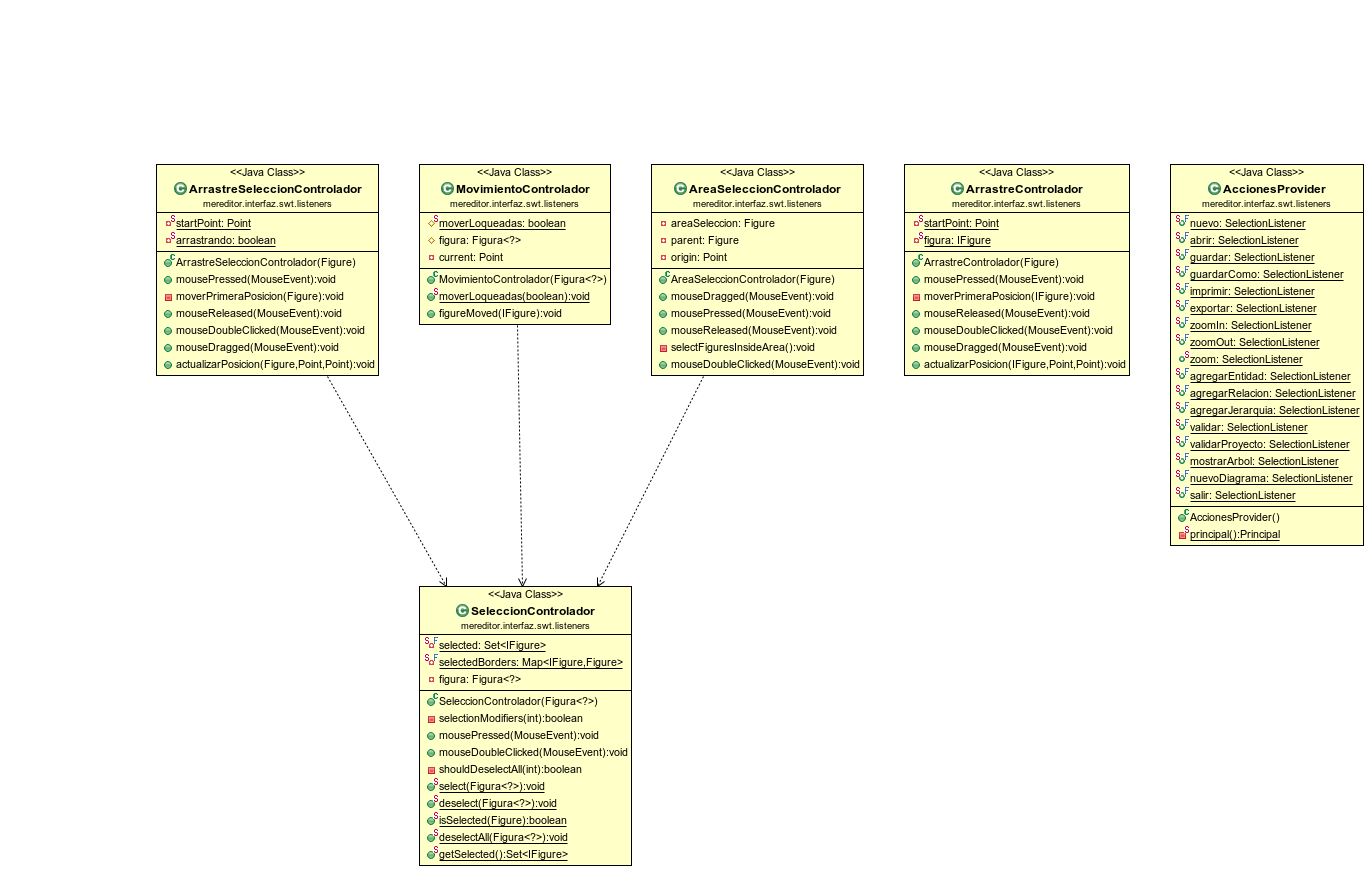 <<Java Class>>
ArrastreSeleccionControlador
mereditor.interfaz.swt.listeners
startPoint: Point
arrastrando: boolean
ArrastreSeleccionControlador(Figure)
mousePressed(MouseEvent):void
moverPrimeraPosicion(Figure):void
mouseReleased(MouseEvent):void
mouseDoubleClicked(MouseEvent):void
mouseDragged(MouseEvent):void
actualizarPosicion(Figure,Point,Point):void
<<Java Class>>
MovimientoControlador
mereditor.interfaz.swt.listeners
moverLoqueadas: boolean
figura: Figura<?>
current: Point
MovimientoControlador(Figura<?>)
moverLoqueadas(boolean):void
figureMoved(IFigure):void
<<Java Class>>
AreaSeleccionControlador
mereditor.interfaz.swt.listeners
areaSeleccion: Figure
parent: Figure
origin: Point
AreaSeleccionControlador(Figure)
mouseDragged(MouseEvent):void
mousePressed(MouseEvent):void
mouseReleased(MouseEvent):void
selectFiguresInsideArea():void
mouseDoubleClicked(MouseEvent):void
<<Java Class>>
ArrastreControlador
mereditor.interfaz.swt.listeners
startPoint: Point
figura: IFigure
ArrastreControlador(Figure)
mousePressed(MouseEvent):void
moverPrimeraPosicion(IFigure):void
mouseReleased(MouseEvent):void
mouseDoubleClicked(MouseEvent):void
mouseDragged(MouseEvent):void
actualizarPosicion(IFigure,Point,Point):void
<<Java Class>>
AccionesProvider
mereditor.interfaz.swt.listeners
nuevo: SelectionListener
abrir: SelectionListener
guardar: SelectionListener
guardarComo: SelectionListener
imprimir: SelectionListener
exportar: SelectionListener
zoomIn: SelectionListener
zoomOut: SelectionListener
zoom: SelectionListener
agregarEntidad: SelectionListener
agregarRelacion: SelectionListener
agregarJerarquia: SelectionListener
validar: SelectionListener
validarProyecto: SelectionListener
mostrarArbol: SelectionListener
nuevoDiagrama: SelectionListener
salir: SelectionListener
AccionesProvider()
principal():Principal
<<Java Class>>
SeleccionControlador
mereditor.interfaz.swt.listeners
selected: Set<IFigure>
selectedBorders: Map<IFigure,Figure>
figura: Figura<?>
SeleccionControlador(Figura<?>)
selectionModifiers(int):boolean
mousePressed(MouseEvent):void
mouseDoubleClicked(MouseEvent):void
shouldDeselectAll(int):boolean
select(Figura<?>):void
deselect(Figura<?>):void
isSelected(Figure):boolean
deselectAll(Figura<?>):void
getSelected():Set<IFigure>